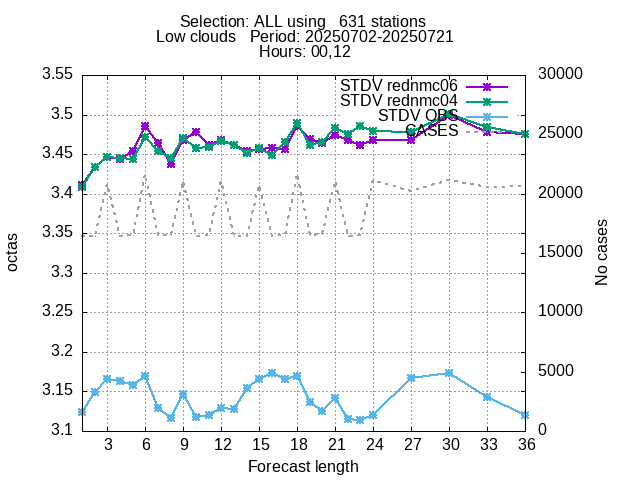 Selection: ALL using   631 stations
Low clouds   Period: 20250702-20250721
Hours: 00,12
STDV rednmc06
STDV rednmc04
STDV OBS
CASES
octas
3.55
3.5
3.45
3.4
3.35
3.3
3.25
3.2
3.15
3.1
No cases
30000
25000
20000
15000
10000
5000
0
3 6 9 12 15 18 21 24 27 30 33 36
Forecast length